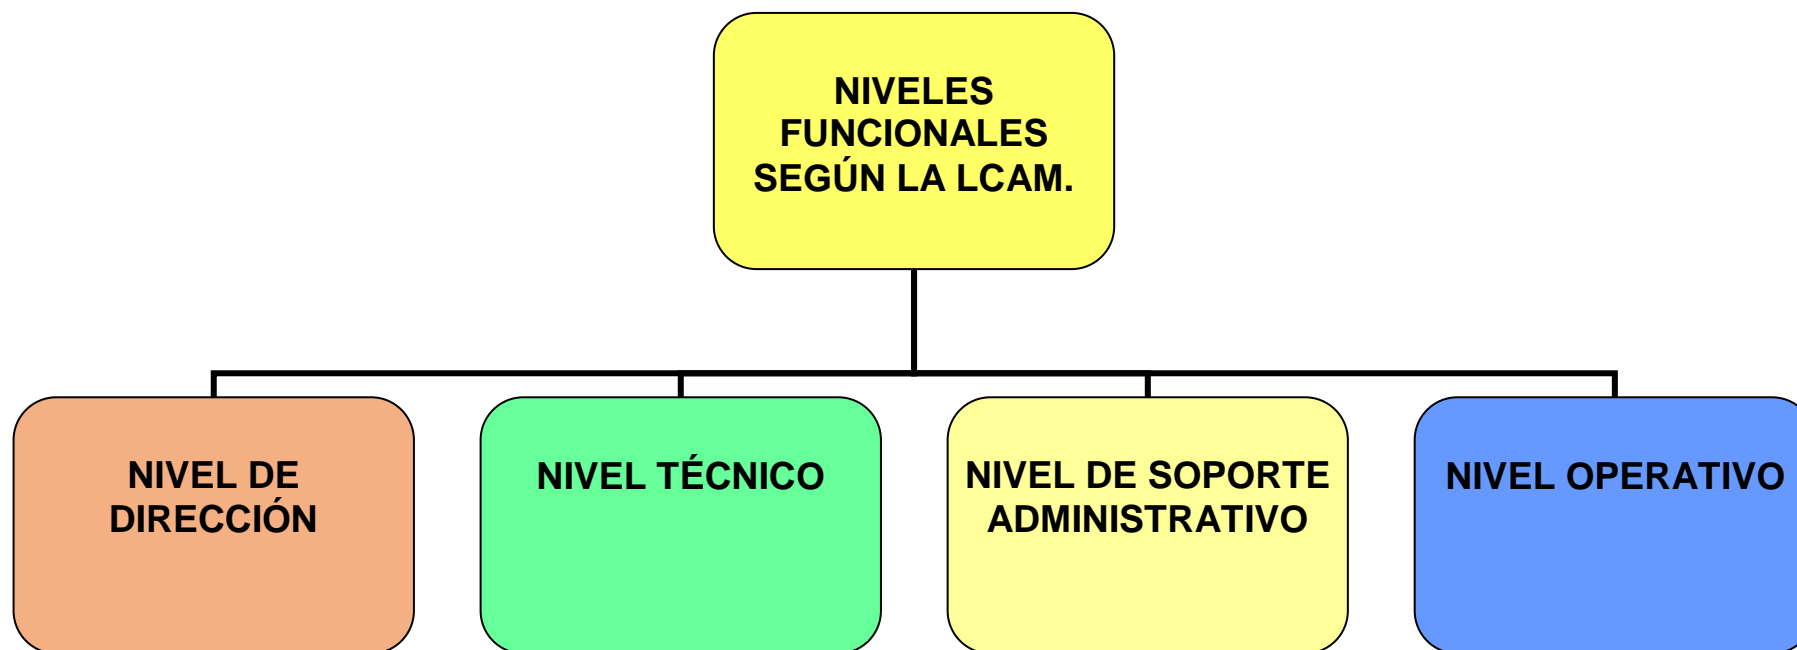 NIVELES
FUNCIONALES
SEGÚN LA LCAM.
NIVEL DE
DIRECCIÓN
NIVEL TÉCNICO
NIVEL DE SOPORTE
ADMINISTRATIVO
NIVEL OPERATIVO